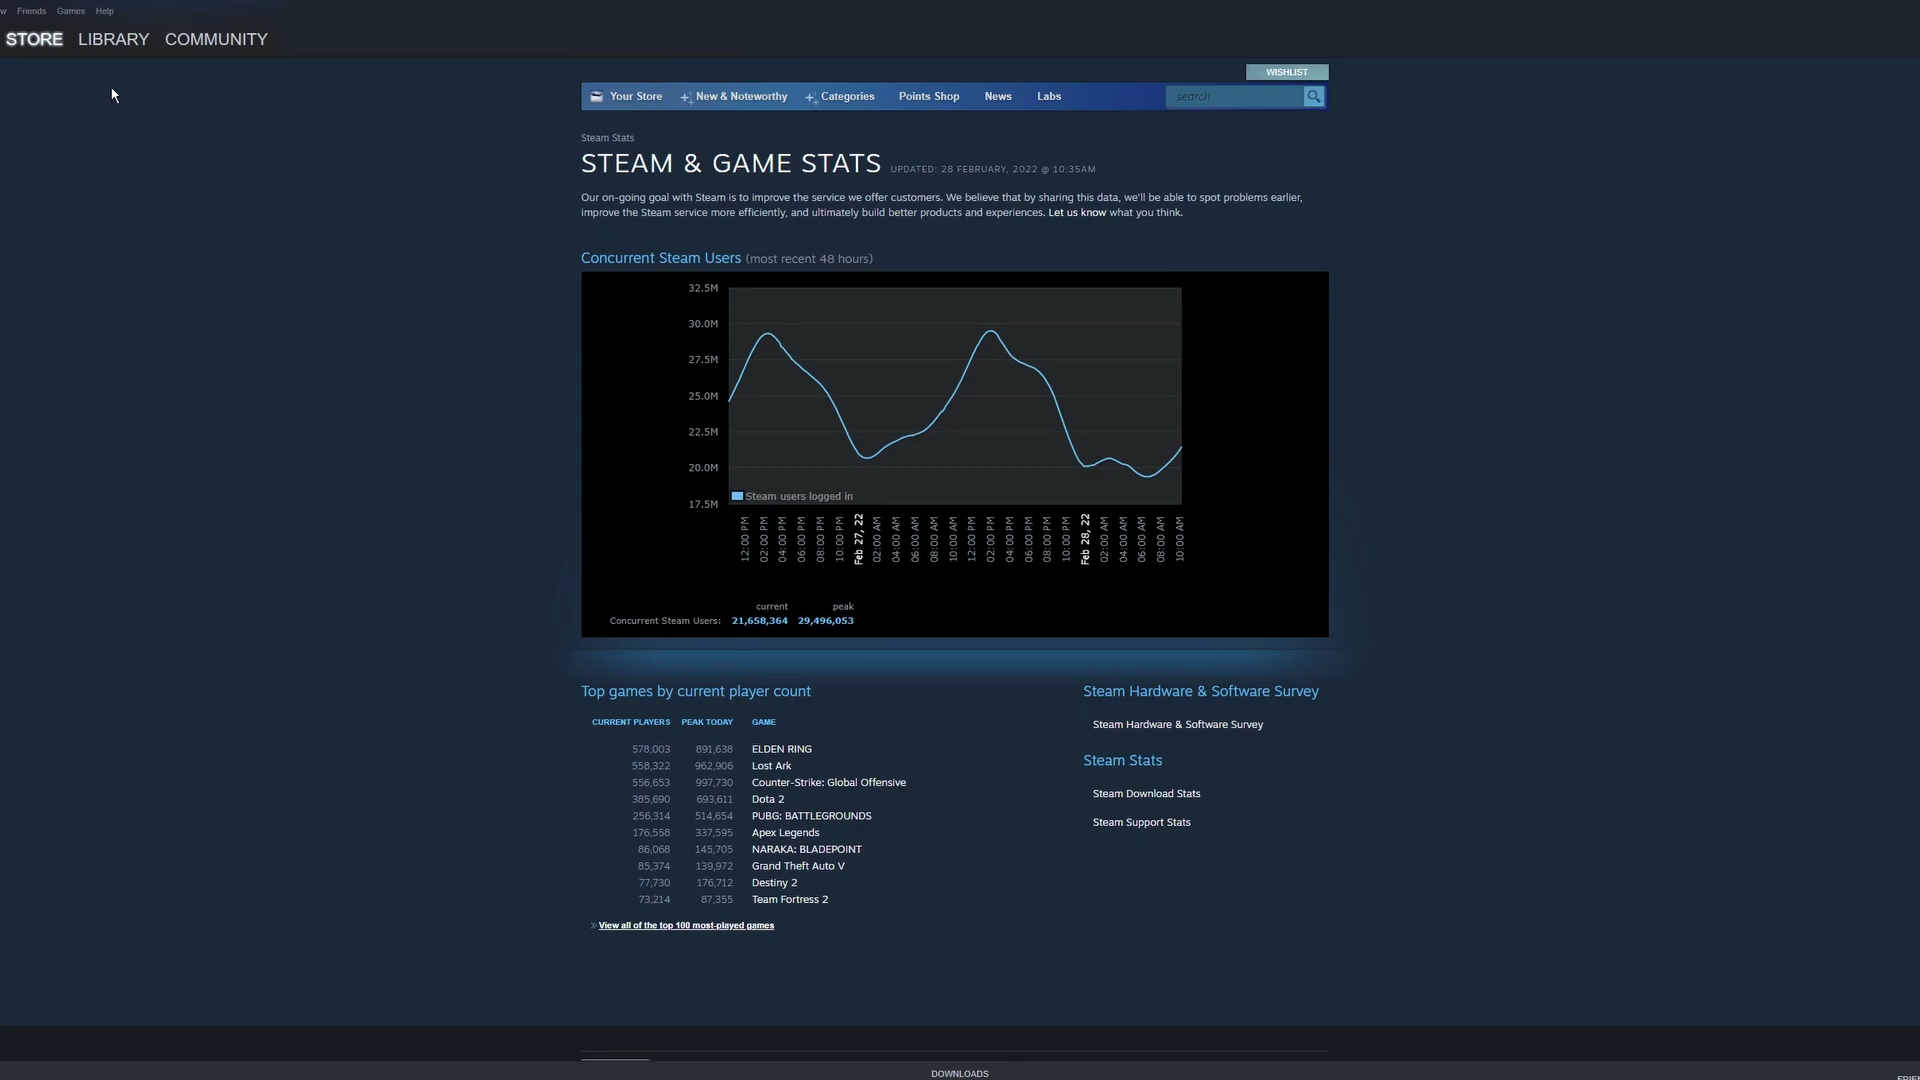 w Friends Games Help
STORE LIBRARY COMMUNITY
WISHLIST
Your Store New & Noteworthy Categories Points Shop News Labs search
Steam Stats
STEAM & GAME STATS UPDATED: 28 FEBRUARY, 2022 @ 10:35AM
Our on-going goal with Steam is to improve the service we offer customers. We believe that by sharing this data, we'll be able to spot problems earlier,
improve the Steam service more efficiently, and ultimately build better products and experiences. Let us know what you think.
Concurrent Steam Users (most recent 48 hours)
32.5M
30.0M
27.5M
25.0M
22.5M
20.0M
17.5M
Steam users logged in
12:00 PM 02:00 PM 04:00 PM 06:00 PM 08:00 PM 10:00 PM Feb 27, 22 02:00 AM 04:00 AM 06:00 AM 08:00 AM 10:00 AM 12:00 PM 02:00 PM 04:00 PM 06:00 PM 08:00 PM 10:00 PM Feb 28, 22 02:00 AM 04:00 AM 06:00 AM 08:00 AM 10:00 AM
current peak
Concurrent Steam Users: 21,658,364 29,496,053
Top games by current player count
CURRENT PLAYERS PEAK TODAY GAME
578,003 891,638 ELDEN RING
558,322 962,906 Lost Ark
556,653 997,730 Counter-Strike: Global Offensive
385,690 693,611 Dota 2
256,314 514,654 PUBG: BATTLEGROUNDS
176,558 337,595 Apex Legends
86,068 145,705 NARAKA: BLADEPOINT
85,374 139,972 Grand Theft Auto V
77,730 176,712 Destiny 2
73,214 87,355 Team Fortress 2
» View all of the top 100 most-played games
Steam Hardware & Software Survey
Steam Hardware & Software Survey
Steam Stats
Steam Download Stats
Steam Support Stats
DOWNLOADS